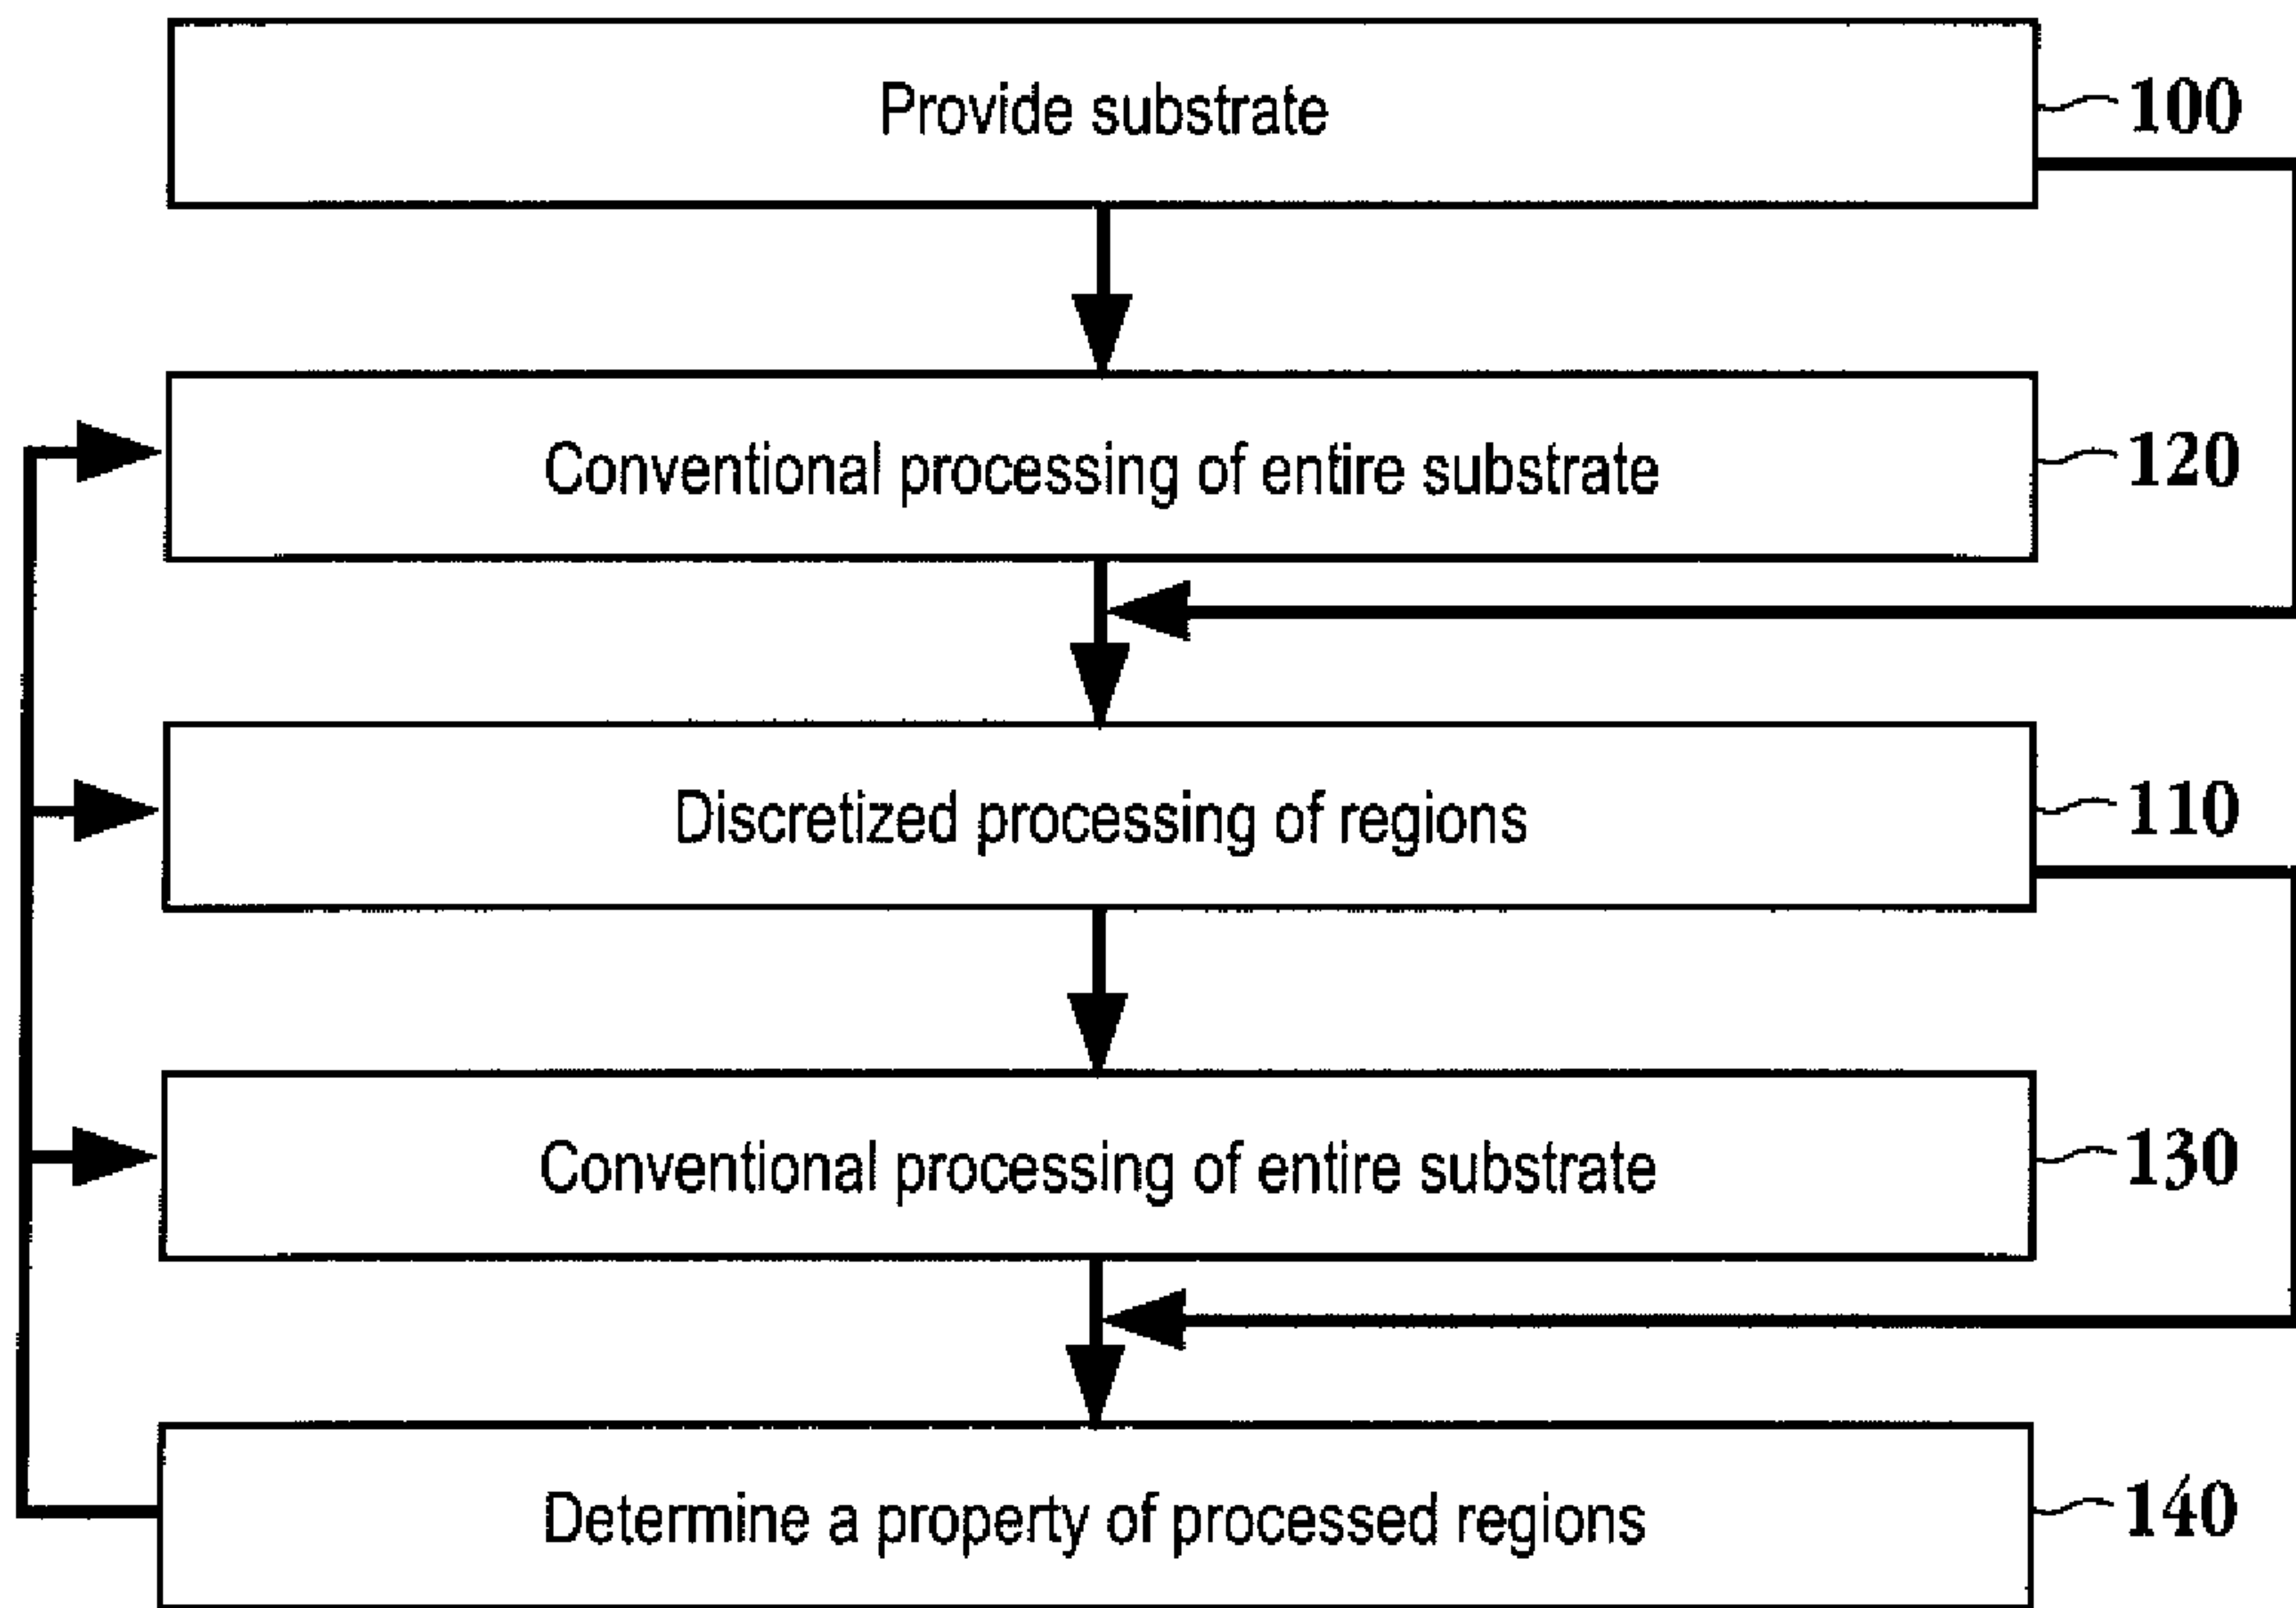 Provide substrate
100
Conventional processing of entire substrate
120
Discretized processing of regions
110
Conventional processing of entire substrate
130
Determine a property of processed regions
140